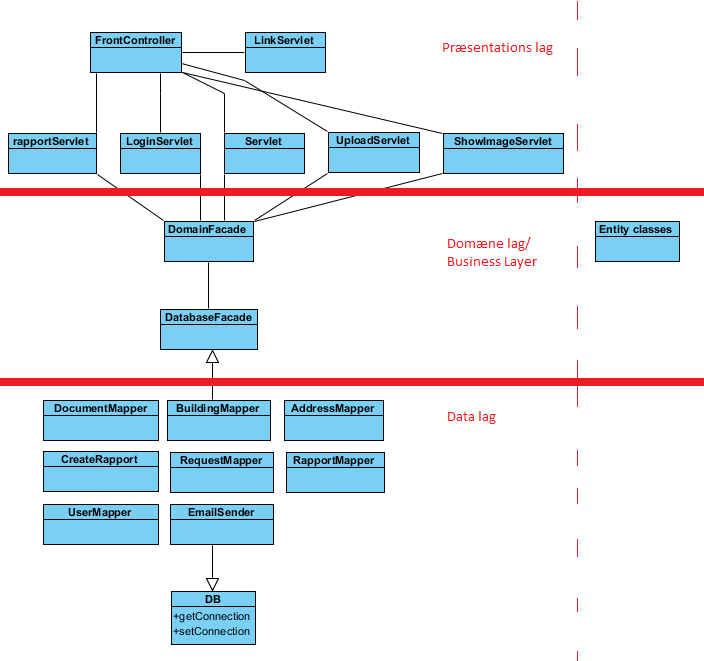 FrontController
LinkServlet
Præsentations lag
rapportServlet
LoginServlet
Servlet
UploadServlet
ShowImageServlet
DomainFacade
Domæne lag/
Business Layer
Entity classes
DatabaseFacade
DocumentMapper
BuildingMapper
AddressMapper
Data lag
CreateRapport
RequestMapper
RapportMapper
UserMapper
EmailSender
DB
+getConnection
+setConnection